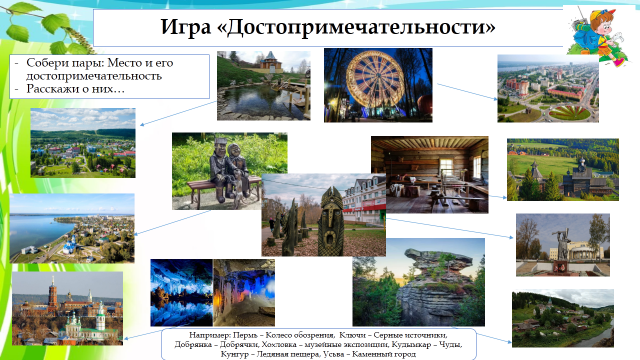 Игра «Достопримечательности»
- Собери пары: Место и его
достопримечательность
- Расскажи о них…
Например: Пермь – Колесо обозрения, Ключи – Серные источники,
Добрянка – Добрячки, Хохловка – музейные экспозиции, Кудымкар – Чудь,
Кунгур – Ледяная пещера, Усьва – Каменный город